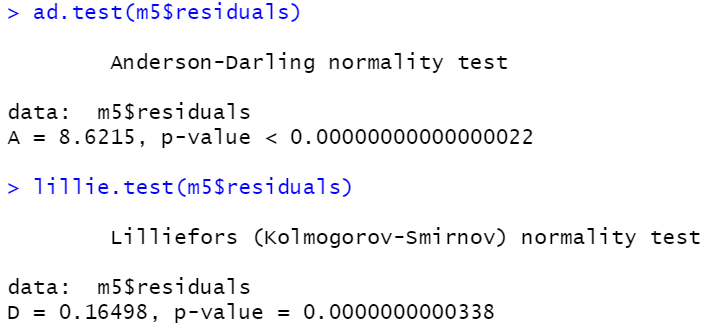 > ad.test(m5$residuals)
Anderson-Darling normality test
data:  m5$residuals
A = 8.6215, p-value < 0.00000000000000022
> lillie.test(m5$residuals)
Lilliefors (Kolmogorov-Smirnov) normality test
data:  m5$residuals
D = 0.16498, p-value = 0.0000000000338